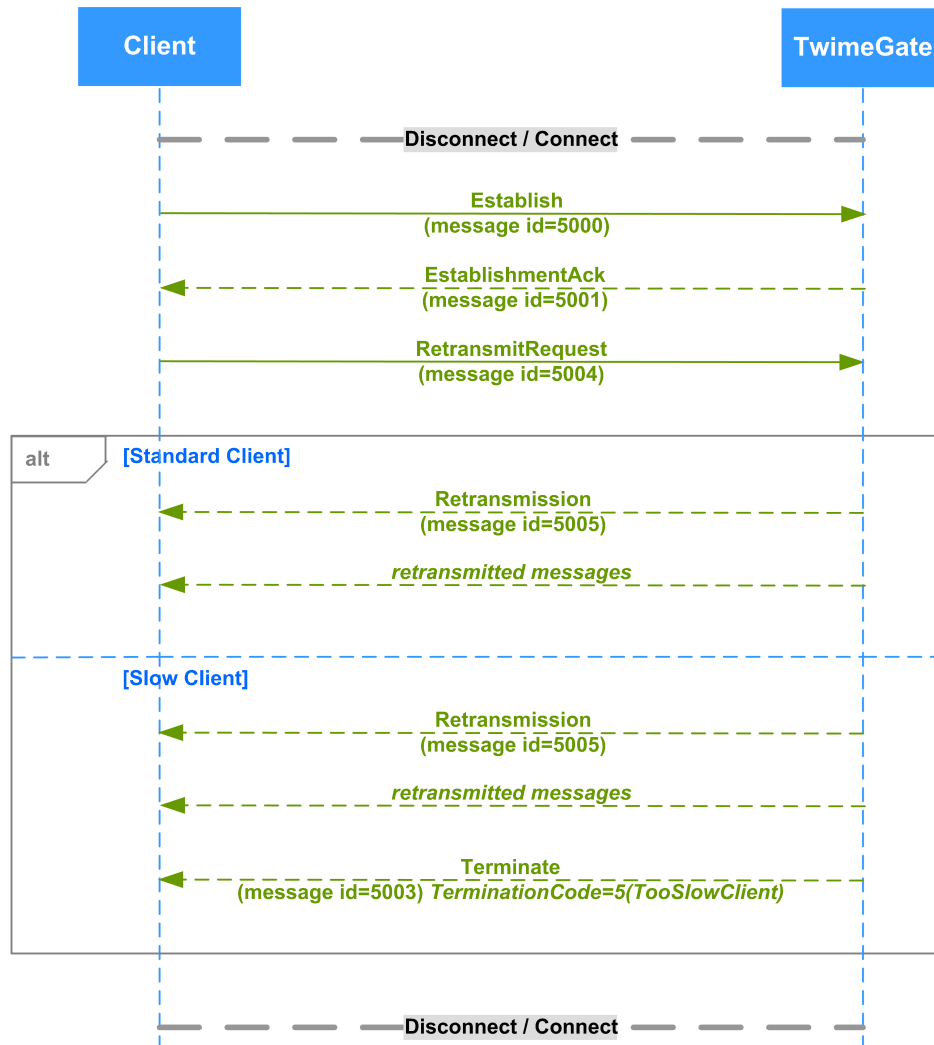 Client
TwimeGate
Disconnect / Connect
Establish
(message id=5000)
EstablishmentAck
(message id=5001)
RetransmitRequest
(message id=5004)
alt
[Standard Client]
Retransmission
(message id=5005)
retransmitted messages
[Slow Client]
Retransmission
(message id=5005)
retransmitted messages
Terminate
(message id=5003) TerminationCode=5(TooSlowClient)
Disconnect / Connect